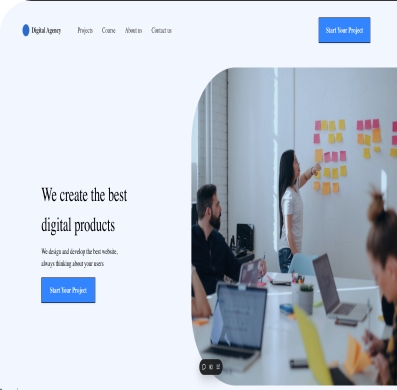 Digital Agency
Projects
Course
About us
Contact us
Start Your Project
We create the best
digital products
We design and develop the best website,
always thinking about your users
Start Your Project